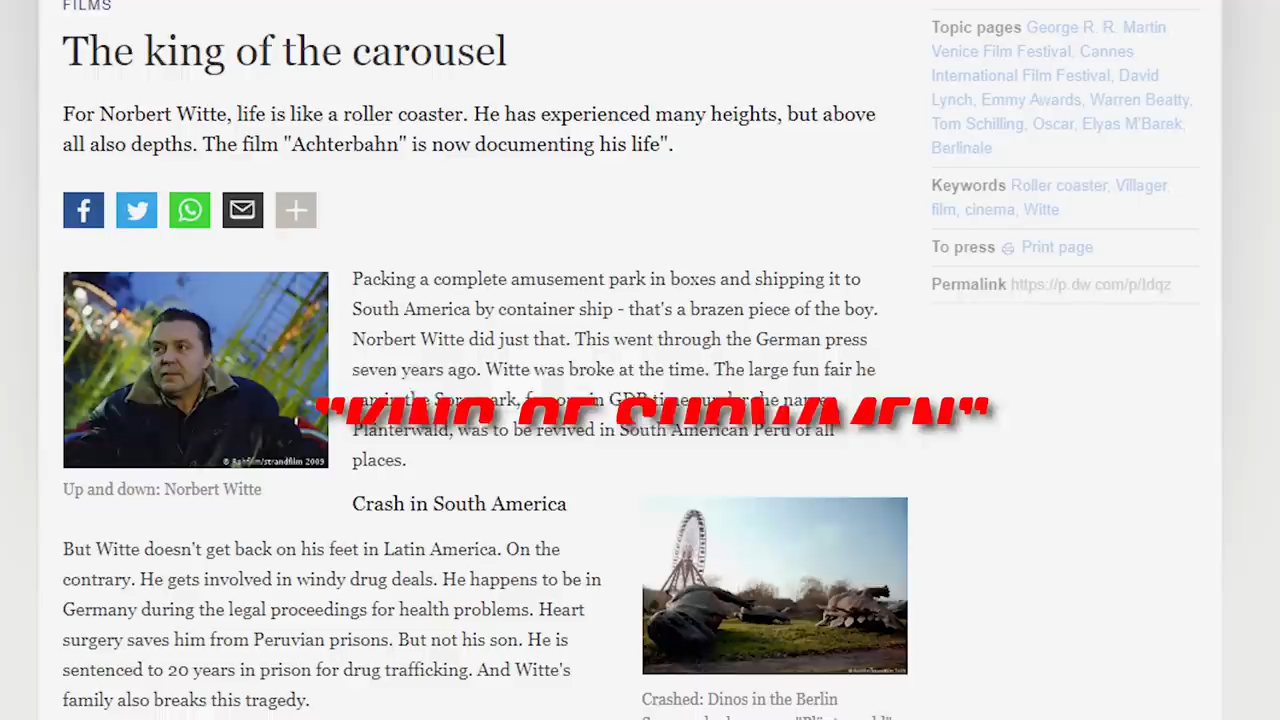 FILMS
The king of the carousel
For Norbert Witte, life is like a roller coaster. He has experienced many heights, but above
all also depths. The film "Achterbahn" is now documenting his life".
Packing a complete amusement park in boxes and shipping it to
South America by container ship - that's a brazen piece of the boy.
Norbert Witte did just that. This went through the German press
seven years ago. Witte was broke at the time. The large fun fair he
in GDR
"KING OF SHOWMEN"
Plänterwald, was to be revived in South American Peru of all
places.
Up and down: Norbert Witte
Crash in South America
But Witte doesn't get back on his feet in Latin America. On the
contrary. He gets involved in windy drug deals. He happens to be in
Germany during the legal proceedings for health problems. Heart
surgery saves him from Peruvian prisons. But not his son. He is
sentenced to 20 years in prison for drug trafficking. And Witte's
family also breaks this tragedy.
Crashed: Dinos in the Berlin
Topic pages George R. R. Martin
Venice Film Festival, Cannes
International Film Festival, David
Lynch, Emmy Awards, Warren Beatty,
Tom Schilling, Oscar, Elyas M'Barek,
Berlinale
Keywords Roller coaster, Villager,
film, cinema, Witte
To press Print page
Permalink https://p.dw.com/p/Idqz